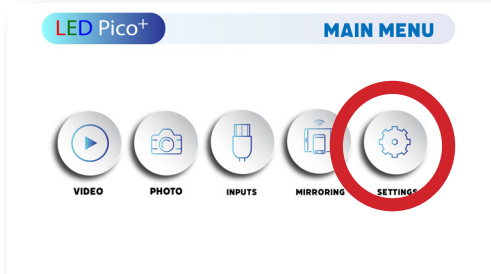 LED Pico+
MAIN MENU
VIDEO
PHOTO
INPUTS
MIRRORING
SETTINGS